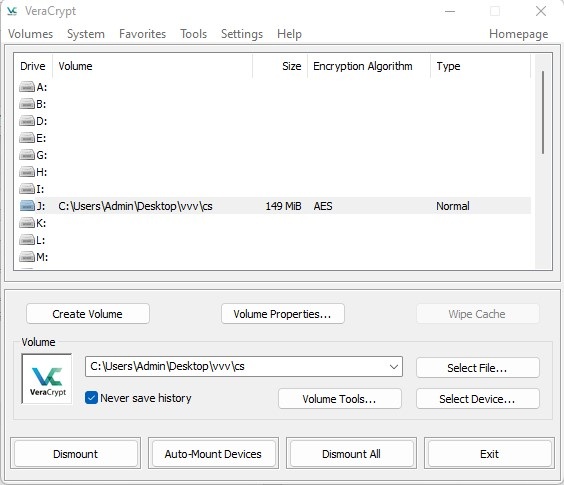 VeraCrypt
Volumes System Favorites Tools Settings Help Homepage
Drive Volume Size Encryption Algorithm Type
A:
B:
D:
E:
G:
H:
I:
J: C:\Users\Admin\Desktop\vvv\cs 149 MiB AES Normal
K:
L:
M:
Create Volume Volume Properties... Wipe Cache
Volume
C:\Users\Admin\Desktop\vvv\cs Select File...
VeraCrypt
Never save history Volume Tools... Select Device...
Dismount Auto-Mount Devices Dismount All Exit